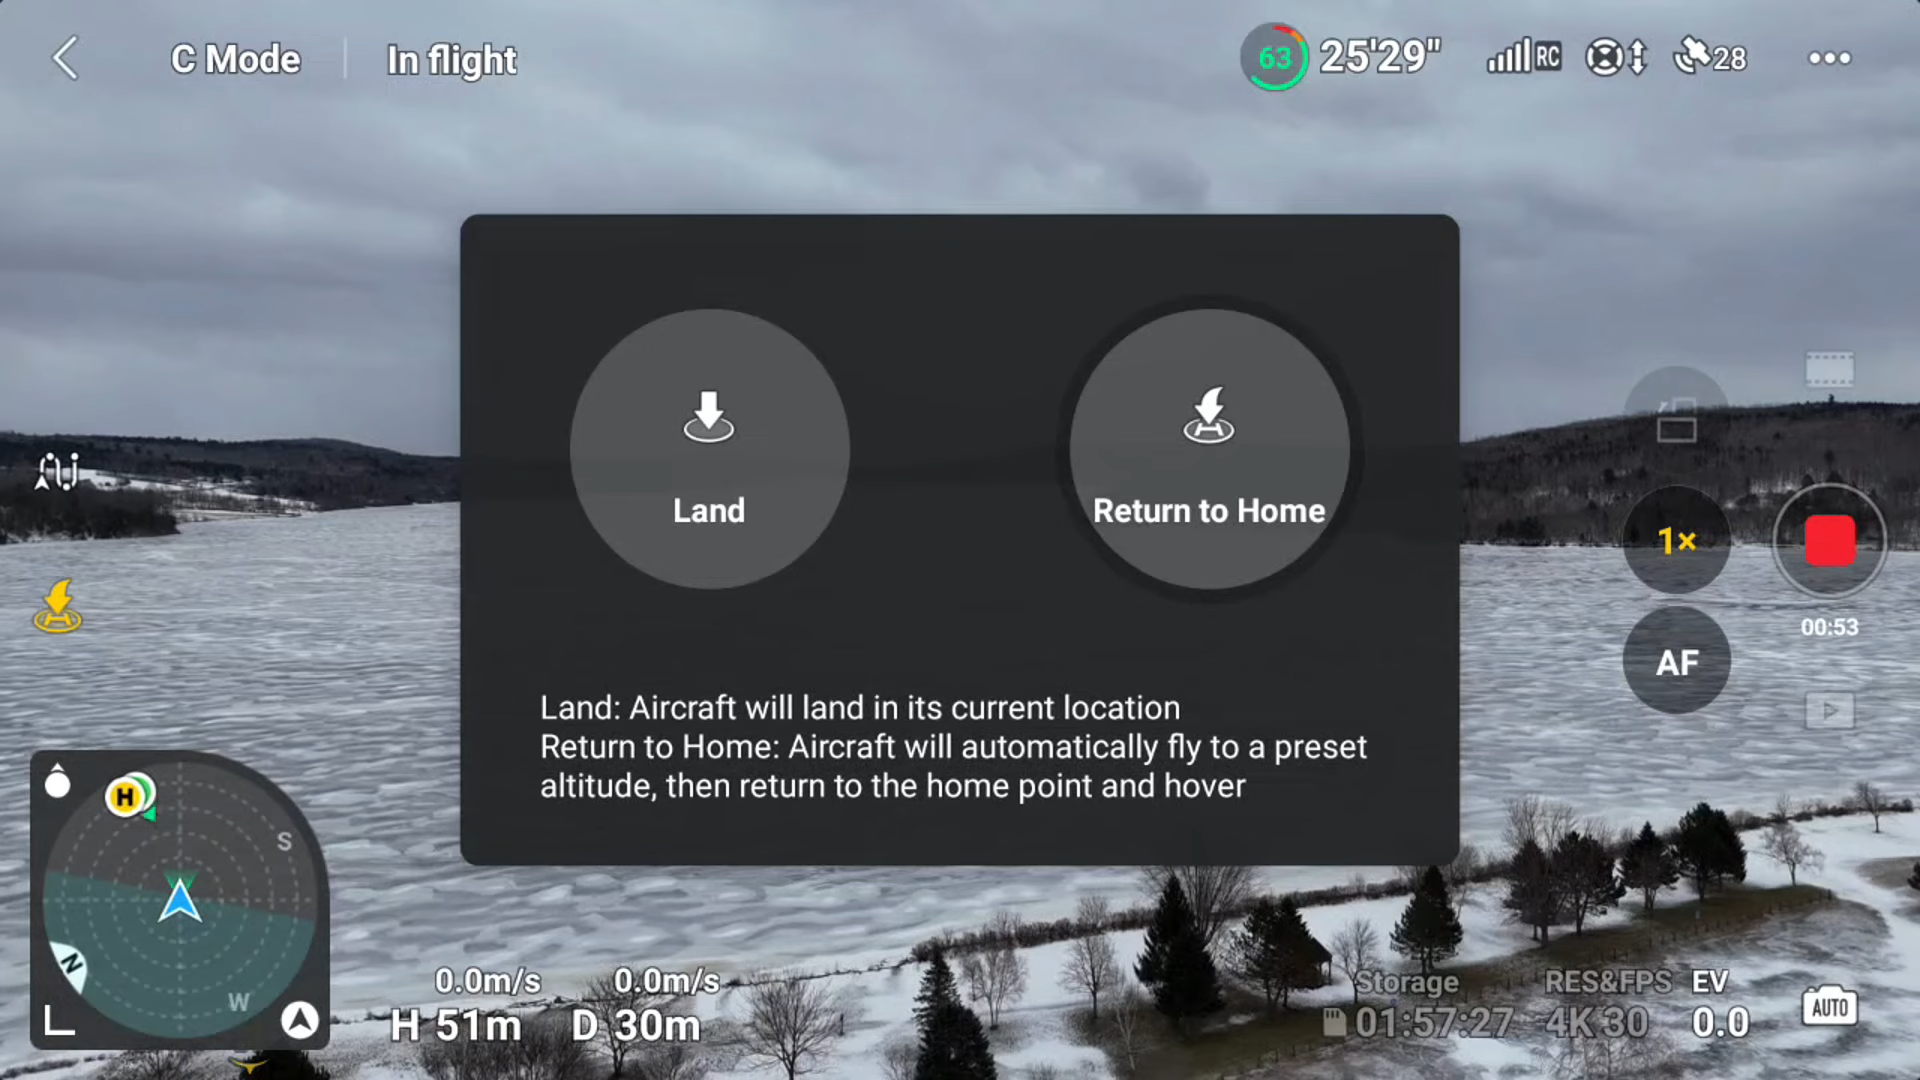 C Mode
In flight
63
25'29"
RC
28
Land
Return to Home
1×
00:53
AF
Land: Aircraft will land in its current location
Return to Home: Aircraft will automatically fly to a preset
altitude, then return to the home point and hover
H
S
N
W
0.0m/s 0.0m/s
H 51m D 30m
Storage
01:57:27
RES&FPS
4K 30
EV
0.0
AUTO